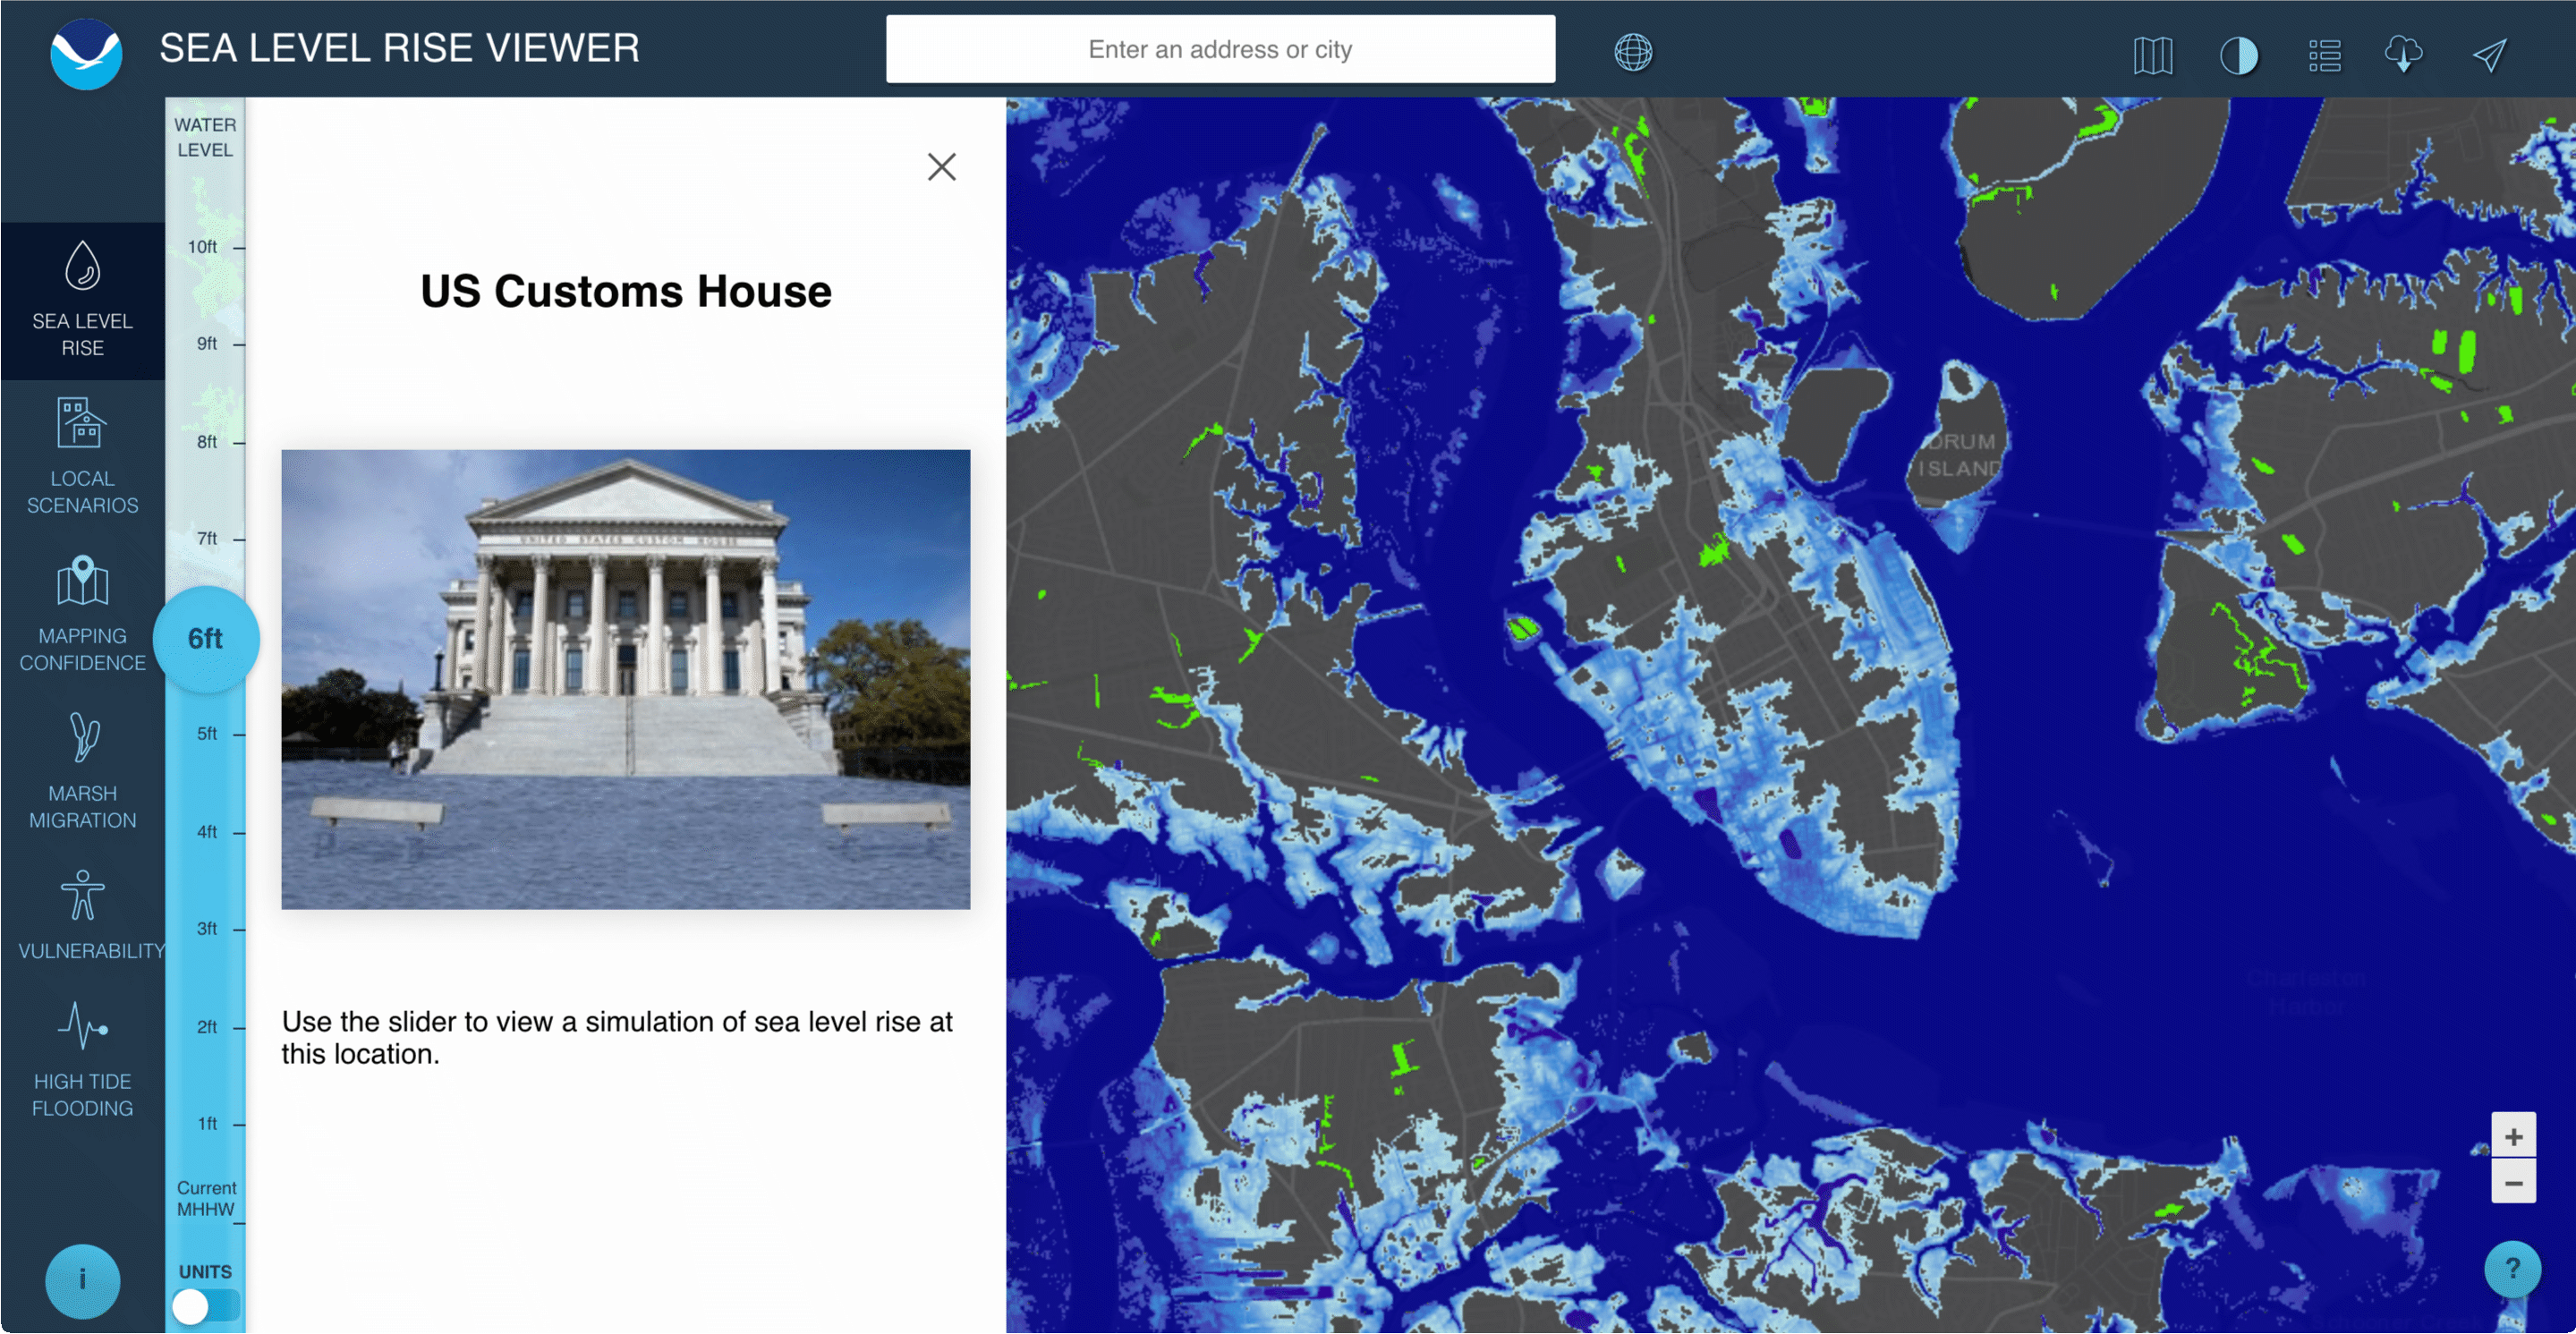 SEA LEVEL RISE VIEWER
Enter an address or city
WATER
LEVEL
10ft
9ft
8ft
7ft
6ft
5ft
4ft
3ft
2ft
1ft
Current
MHHW
UNITS
SEA LEVEL
RISE
LOCAL
SCENARIOS
MAPPING
CONFIDENCE
MARSH
MIGRATION
VULNERABILITY
HIGH TIDE
FLOODING
i
US Customs House
UNITED STATES CUSTOM HOUSE
Use the slider to view a simulation of sea level rise at
this location.
DRUM
ISLAND
Charleston
Harbor
+
−
?